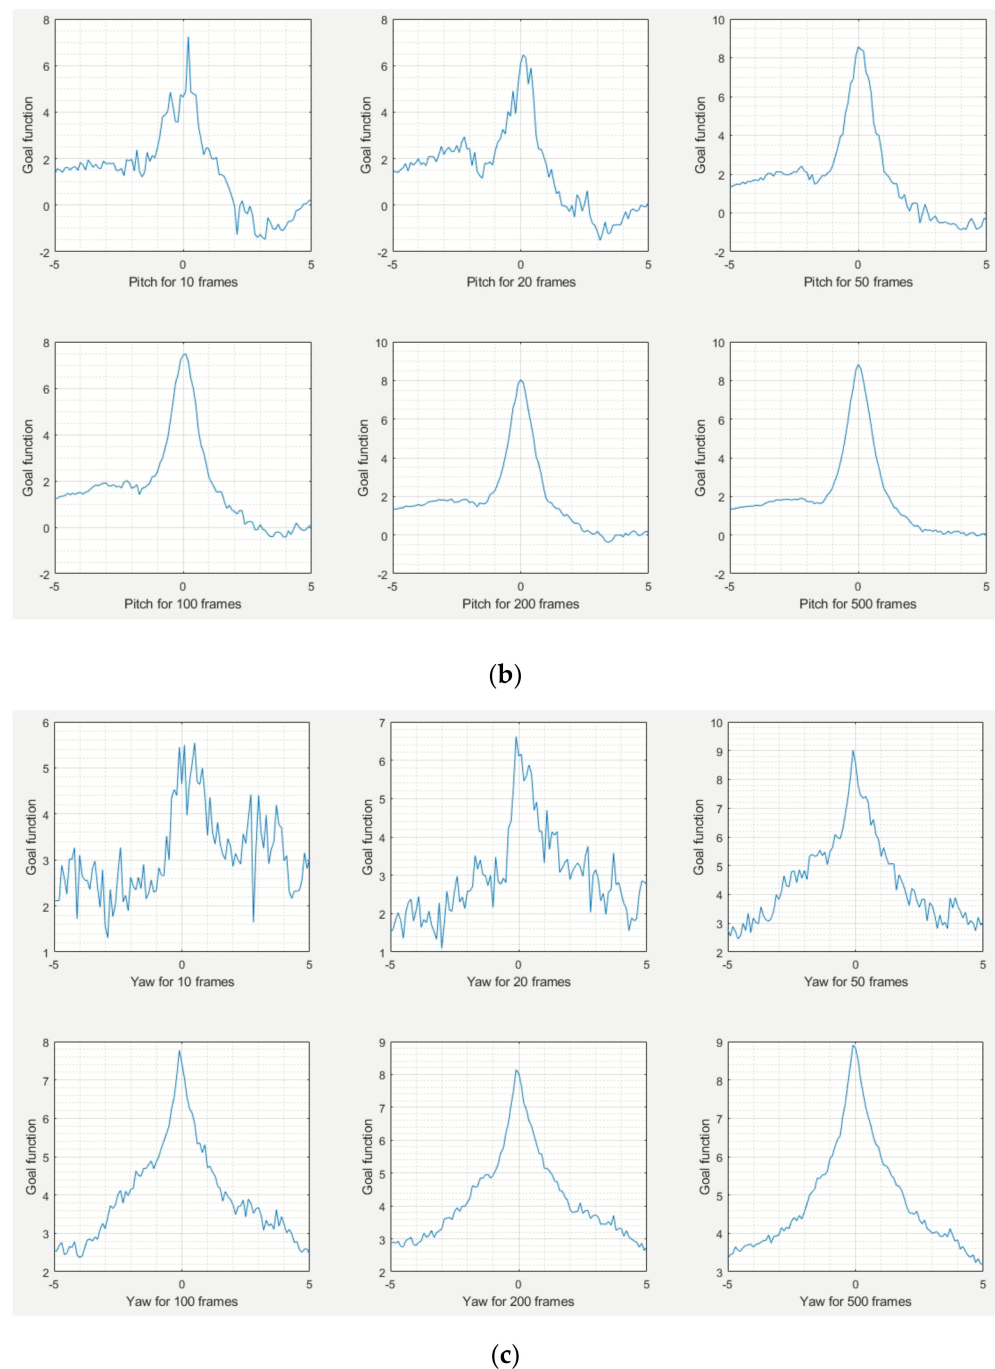 8
6
4
2
0
-2
Goal function
-5 0 5
Pitch for 10 frames
8
6
4
2
0
-2
Goal function
-5 0 5
Pitch for 20 frames
10
8
6
4
2
0
-2
Goal function
-5 0 5
Pitch for 50 frames
8
6
4
2
0
-2
Goal function
-5 0 5
Pitch for 100 frames
10
8
6
4
2
0
-2
Goal function
-5 0 5
Pitch for 200 frames
10
8
6
4
2
0
-2
Goal function
-5 0 5
Pitch for 500 frames
(b)
6
5
4
3
2
1
Goal function
-5 0 5
Yaw for 10 frames
7
6
5
4
3
2
1
Goal function
-5 0 5
Yaw for 20 frames
10
9
8
7
6
5
4
3
2
Goal function
-5 0 5
Yaw for 50 frames
8
7
6
5
4
3
2
Goal function
-5 0 5
Yaw for 100 frames
9
8
7
6
5
4
3
2
Goal function
-5 0 5
Yaw for 200 frames
9
8
7
6
5
4
3
Goal function
-5 0 5
Yaw for 500 frames
(c)